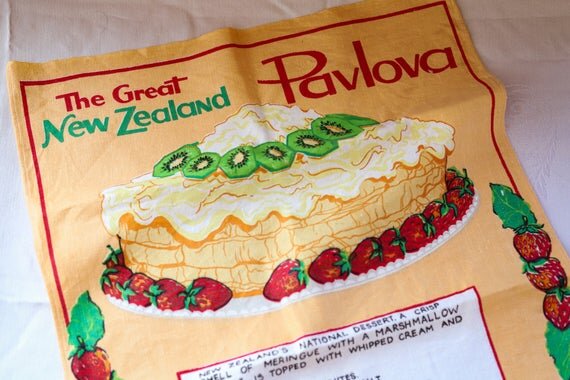 The Great
New Zealand
Pavlova
NEW ZEALAND'S NATIONAL DESSERT, A CRISP
SHELL OF MERINGUE WITH A MARSHMALLOW
IS TOPPED WITH WHIPPED CREAM AND